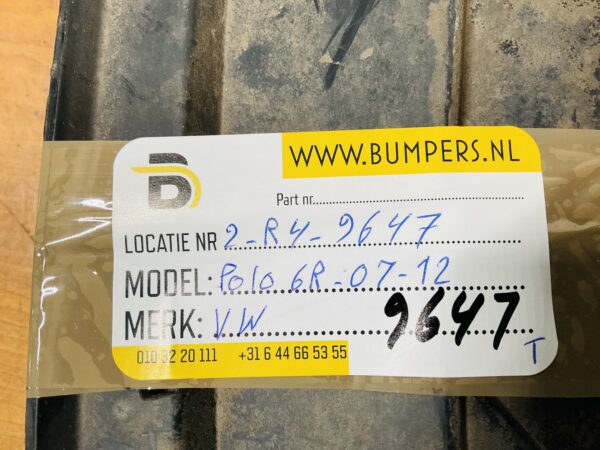 WWW.BUMPERS.NL
B
Part nr.
LOCATIE NR 2-R4-9647
MODEL: Polo 6R-07-12
MERK: VW
9647
T
010 32 20 111 +31 6 44 66 53 55